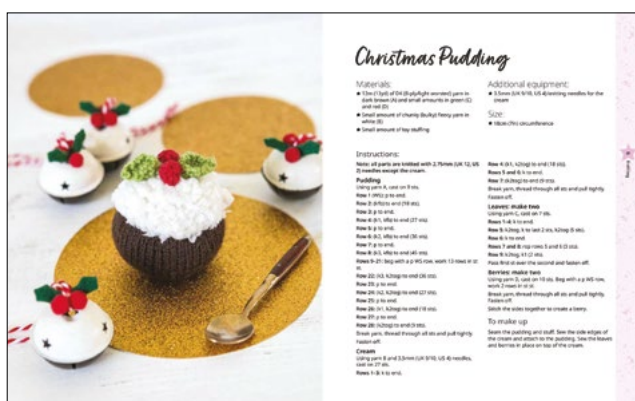 Christmas Pudding
Materials:
★ 12m (13yd) of DK (8-ply/light worsted) yarn in
dark brown (A) and small amounts in green (C)
and red (D)
★ Small amount of chunky (bulky) fleecy yarn in
white (B)
★ Small amount of toy stuffing
Additional equipment:
★ 3.5mm (UK 9/10, US 4) knitting needles for the
cream
Size:
★ 18cm (7in) circumference
Instructions:
Note: all parts are knitted with 2.75mm (UK 12, US
2) needles except the cream.
Pudding
Using yarn A, cast on 9 sts.
Row 1 (WS): p to end.
Row 2: (kfb) to end (18 sts).
Row 3: p to end.
Row 4: (k1, kfb) to end (27 sts).
Row 5: p to end.
Row 6: (k2, kfb) to end (36 sts).
Row 7: p to end.
Row 8: (k3, kfb) to end (45 sts).
Rows 9–21: beg with a p WS row, work 13 rows in st
st.
Row 22: (k3, k2tog) to end (36 sts).
Row 23: p to end.
Row 24: (k2, k2tog) to end (27 sts).
Row 25: p to end.
Row 26: (k1, k2tog) to end (18 sts).
Row 27: p to end.
Row 28: (k2tog) to end (9 sts).
Break yarn, thread through all sts and pull tightly.
Fasten off.
Cream
Using yarn B and 3.5mm (UK 9/10, US 4) needles,
cast on 27 sts.
Rows 1–3: k to end.
Row 4: (k1, k2tog) to end (18 sts).
Rows 5 and 6: k to end.
Row 7: (k2tog) to end (9 sts).
Break yarn, thread through all sts and pull tightly.
Fasten off.
Leaves: make two
Using yarn C, cast on 7 sts.
Rows 1–4: k to end.
Row 5: k2tog, k to last 2 sts, k2tog (5 sts).
Row 6: k to end.
Rows 7 and 8: rep rows 5 and 6 (3 sts).
Row 9: k2tog, k1 (2 sts).
Pass first st over the second and fasten off.
Berries: make two
Using yarn D, cast on 10 sts. Beg with a p WS row,
work 2 rows in st st.
Break yarn, thread through all sts and pull tightly.
Fasten off.
Stitch the sides together to create a berry.
To make up
Seam the pudding and stuff. Sew the side edges of
the cream and attach to the pudding. Sew the leaves
and berries in place on top of the cream.